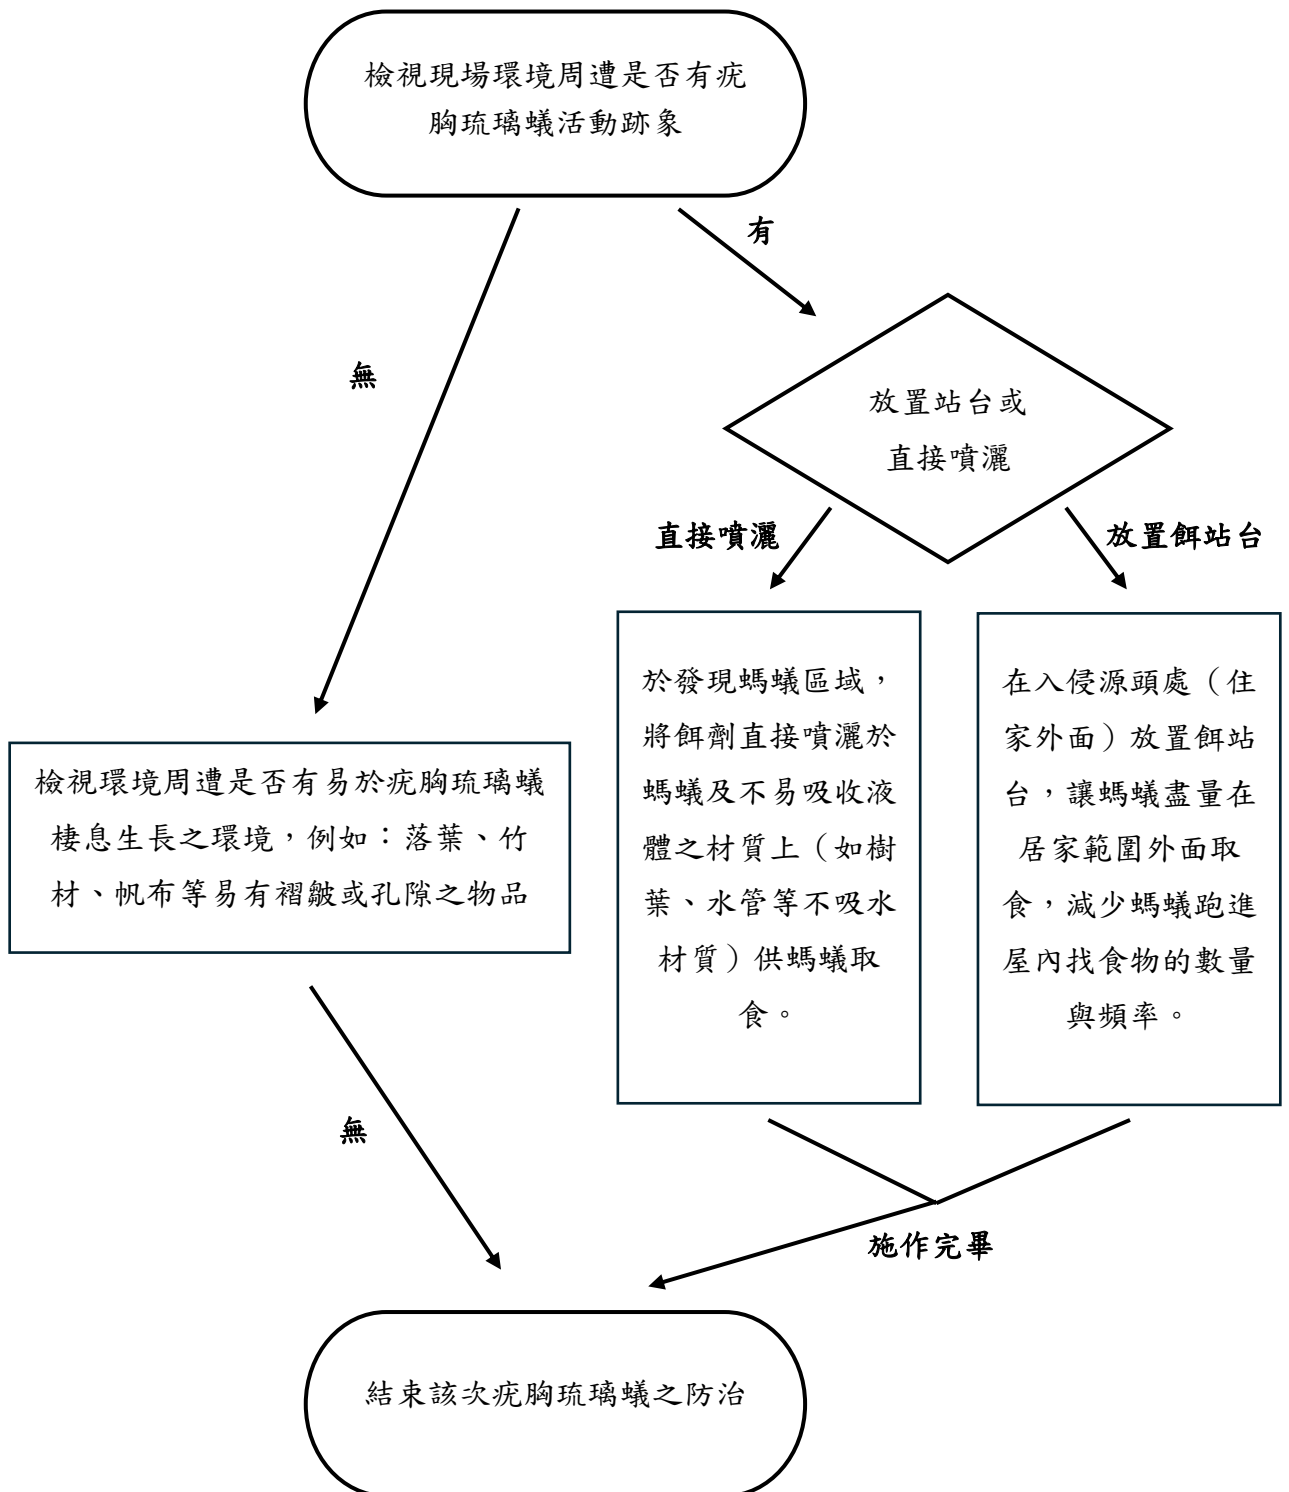 檢視現場環境周遭是否有疣
胸琉璃蟻活動跡象
有
無
放置站台或
直接噴灑
直接噴灑
放置餌站台
於發現螞蟻區域，
將餌劑直接噴灑於
螞蟻及不易吸收液
體之材質上（如樹
葉、水管等不吸水
材質）供螞蟻取
食。
在入侵源頭處（住
家外面）放置餌站
台，讓螞蟻盡量在
居家範圍外面取
食，減少螞蟻跑進
屋內找食物的數量
與頻率。
檢視環境周遭是否有易於疣胸琉璃蟻
棲息生長之環境，例如：落葉、竹
材、帆布等易有褶皺或孔隙之物品
無
施作完畢
結束該次疣胸琉璃蟻之防治